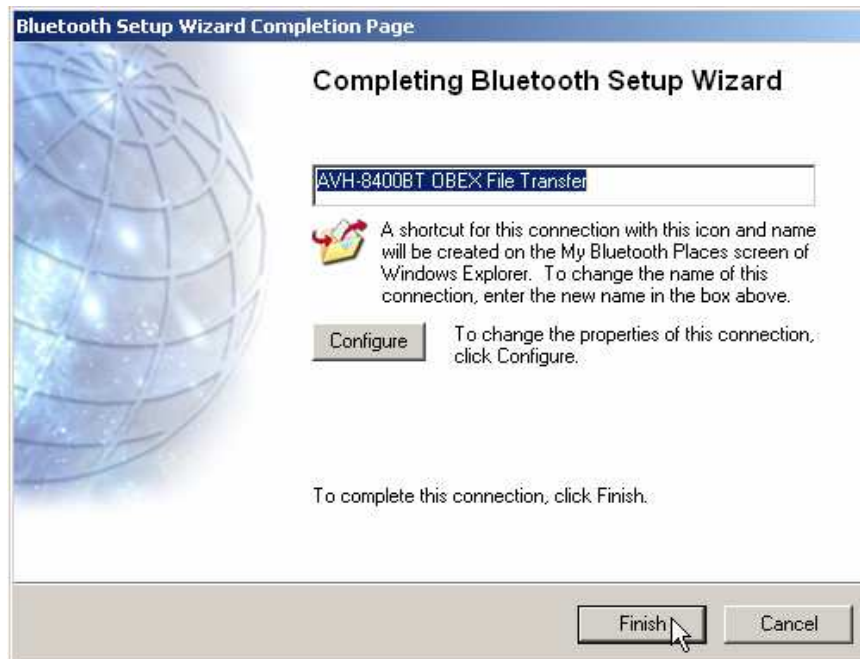 Bluetooth Setup Wizard Completion Page
Completing Bluetooth Setup Wizard
AVH-8400BT OBEX File Transfer
A shortcut for this connection with this icon and name
will be created on the My Bluetooth Places screen of
Windows Explorer. To change the name of this
connection, enter the new name in the box above.
Configure
To change the properties of this connection,
click Configure.
To complete this connection, click Finish.
Finish
Cancel